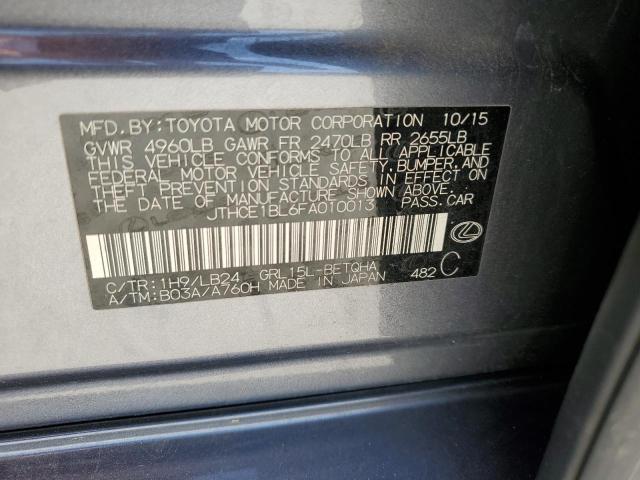 MFD. BY: TOYOTA MOTOR CORPORATION 10/15
GVWR 4960LB GAWR FR 2470LB RR 2655LB
THIS VEHICLE CONFORMS TO ALL APPLICABLE
FEDERAL MOTOR VEHICLE SAFETY, BUMPER, AND
THEFT PREVENTION STANDARDS IN EFFECT ON
THE DATE OF MANUFACTURE SHOWN ABOVE.
JTHCE1BL6FA010013 PASS. CAR
C/TR: 1H9/LB24 GRL15L-BETQHA 482 C
A/TM: B03A/A760H MADE IN JAPAN